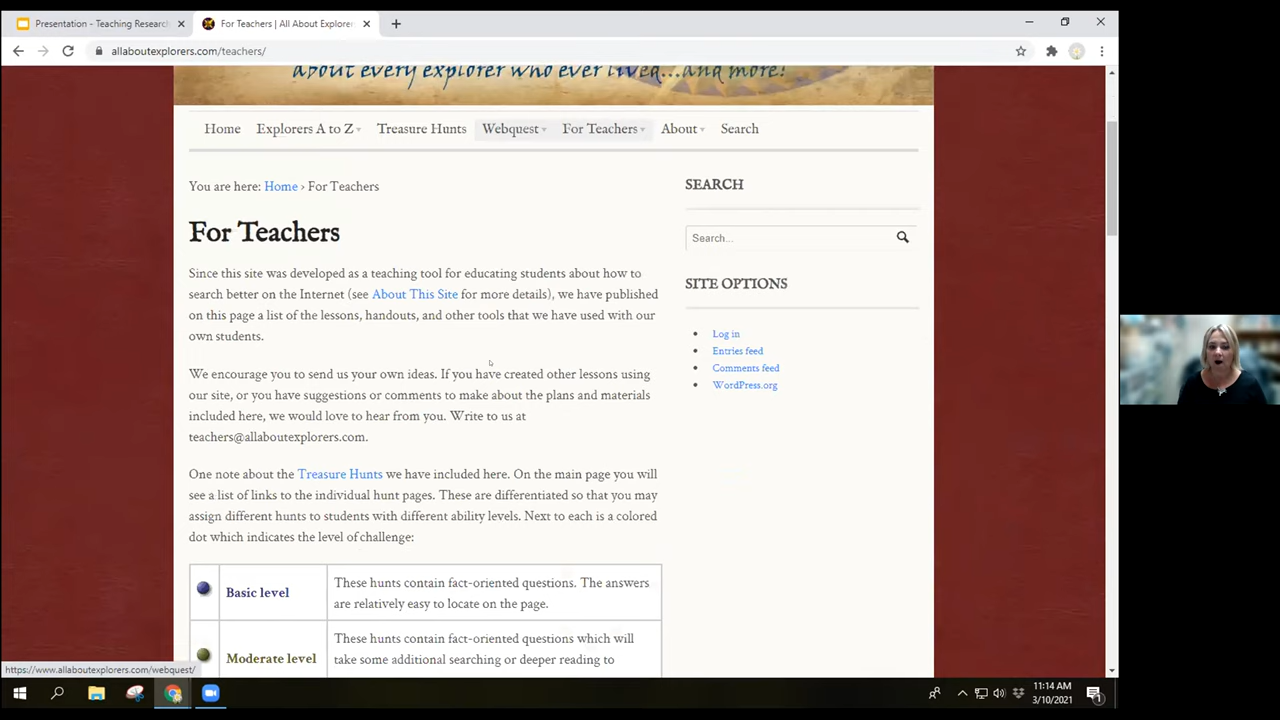 Presentation - Teaching Research
For Teachers | All About Explorer
allaboutexplorers.com/teachers/
about every explorer who ever lived...and more!
Home Explorers A to Z Treasure Hunts Webquest For Teachers About Search
You are here: Home › For Teachers
For Teachers
Since this site was developed as a teaching tool for educating students about how to
search better on the Internet (see About This Site for more details), we have published
on this page a list of the lessons, handouts, and other tools that we have used with our
own students.
We encourage you to send us your own ideas. If you have created other lessons using
our site, or you have suggestions or comments to make about the plans and materials
included here, we would love to hear from you. Write to us at
teachers@allaboutexplorers.com.
One note about the Treasure Hunts we have included here. On the main page you will
see a list of links to the individual hunt pages. These are differentiated so that you may
assign different hunts to students with different ability levels. Next to each is a colored
dot which indicates the level of challenge:
Basic level
These hunts contain fact-oriented questions. The answers
are relatively easy to locate on the page.
Moderate level
These hunts contain fact-oriented questions which will
take some additional searching or deeper reading to
SEARCH
Search...
SITE OPTIONS
Log in
Entries feed
Comments feed
WordPress.org
https://www.allaboutexplorers.com/webquest/
11:14 AM
3/10/2021
1